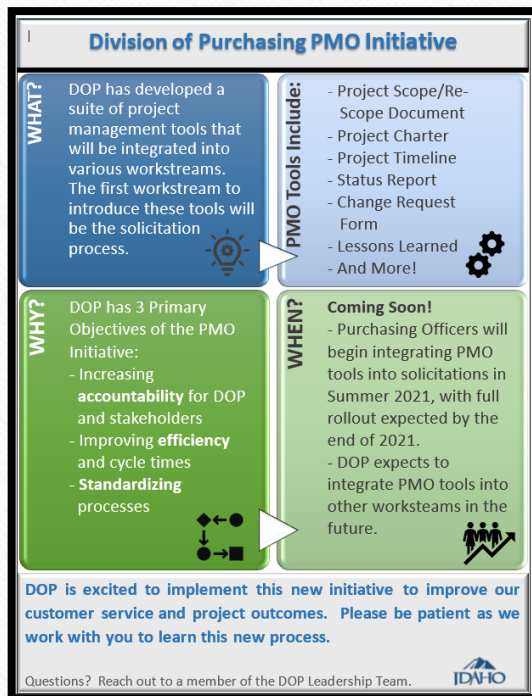 Division of Purchasing PMO Initiative
WHAT?
DOP has developed a
suite of project
management tools that
will be integrated into
various workstreams.
The first workstream to
introduce these tools will
be the solicitation
process.
PMO Tools Include:
- Project Scope/Re-
Scope Document
- Project Charter
- Project Timeline
- Status Report
- Change Request
Form
- Lessons Learned
- And More!
WHY?
DOP has 3 Primary
Objectives of the PMO
Initiative:
- Increasing
accountability for DOP
and stakeholders
- Improving efficiency
and cycle times
- Standardizing
processes
WHEN?
Coming Soon!
- Purchasing Officers will
begin integrating PMO
tools into solicitations in
Summer 2021, with full
rollout expected by the
end of 2021.
- DOP expects to
integrate PMO tools into
other worksteams in the
future.
DOP is excited to implement this new initiative to improve our
customer service and project outcomes. Please be patient as we
work with you to learn this new process.
Questions? Reach out to a member of the DOP Leadership Team.
IDAHO